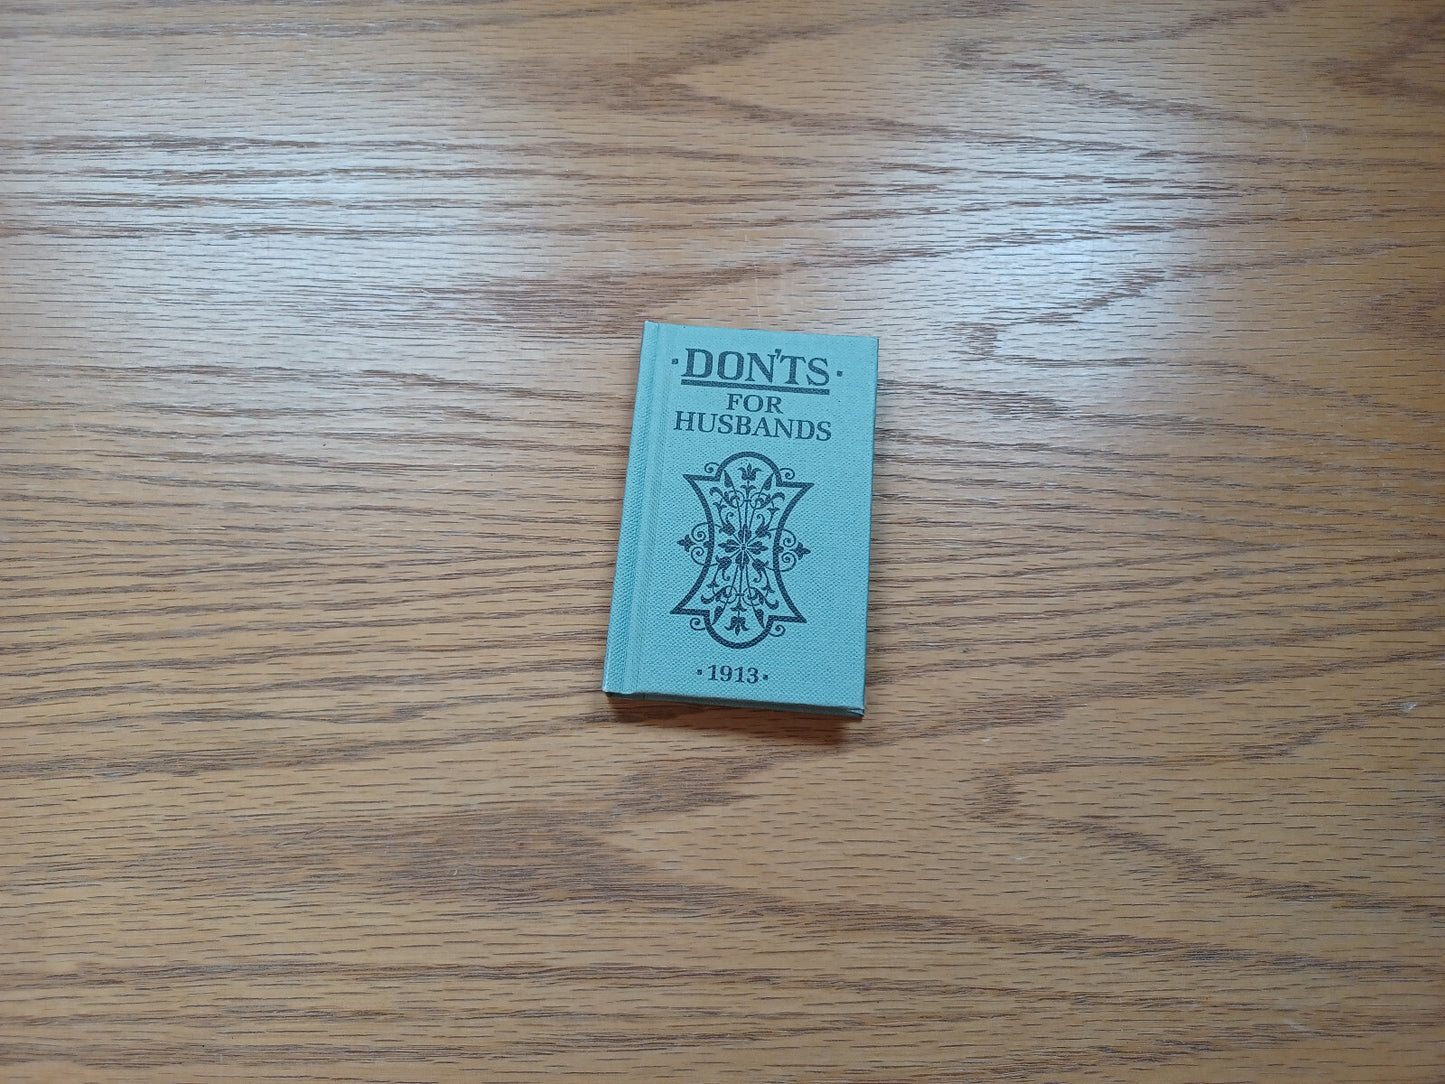 ·DON'TS·
FOR
HUSBANDS
·1913·